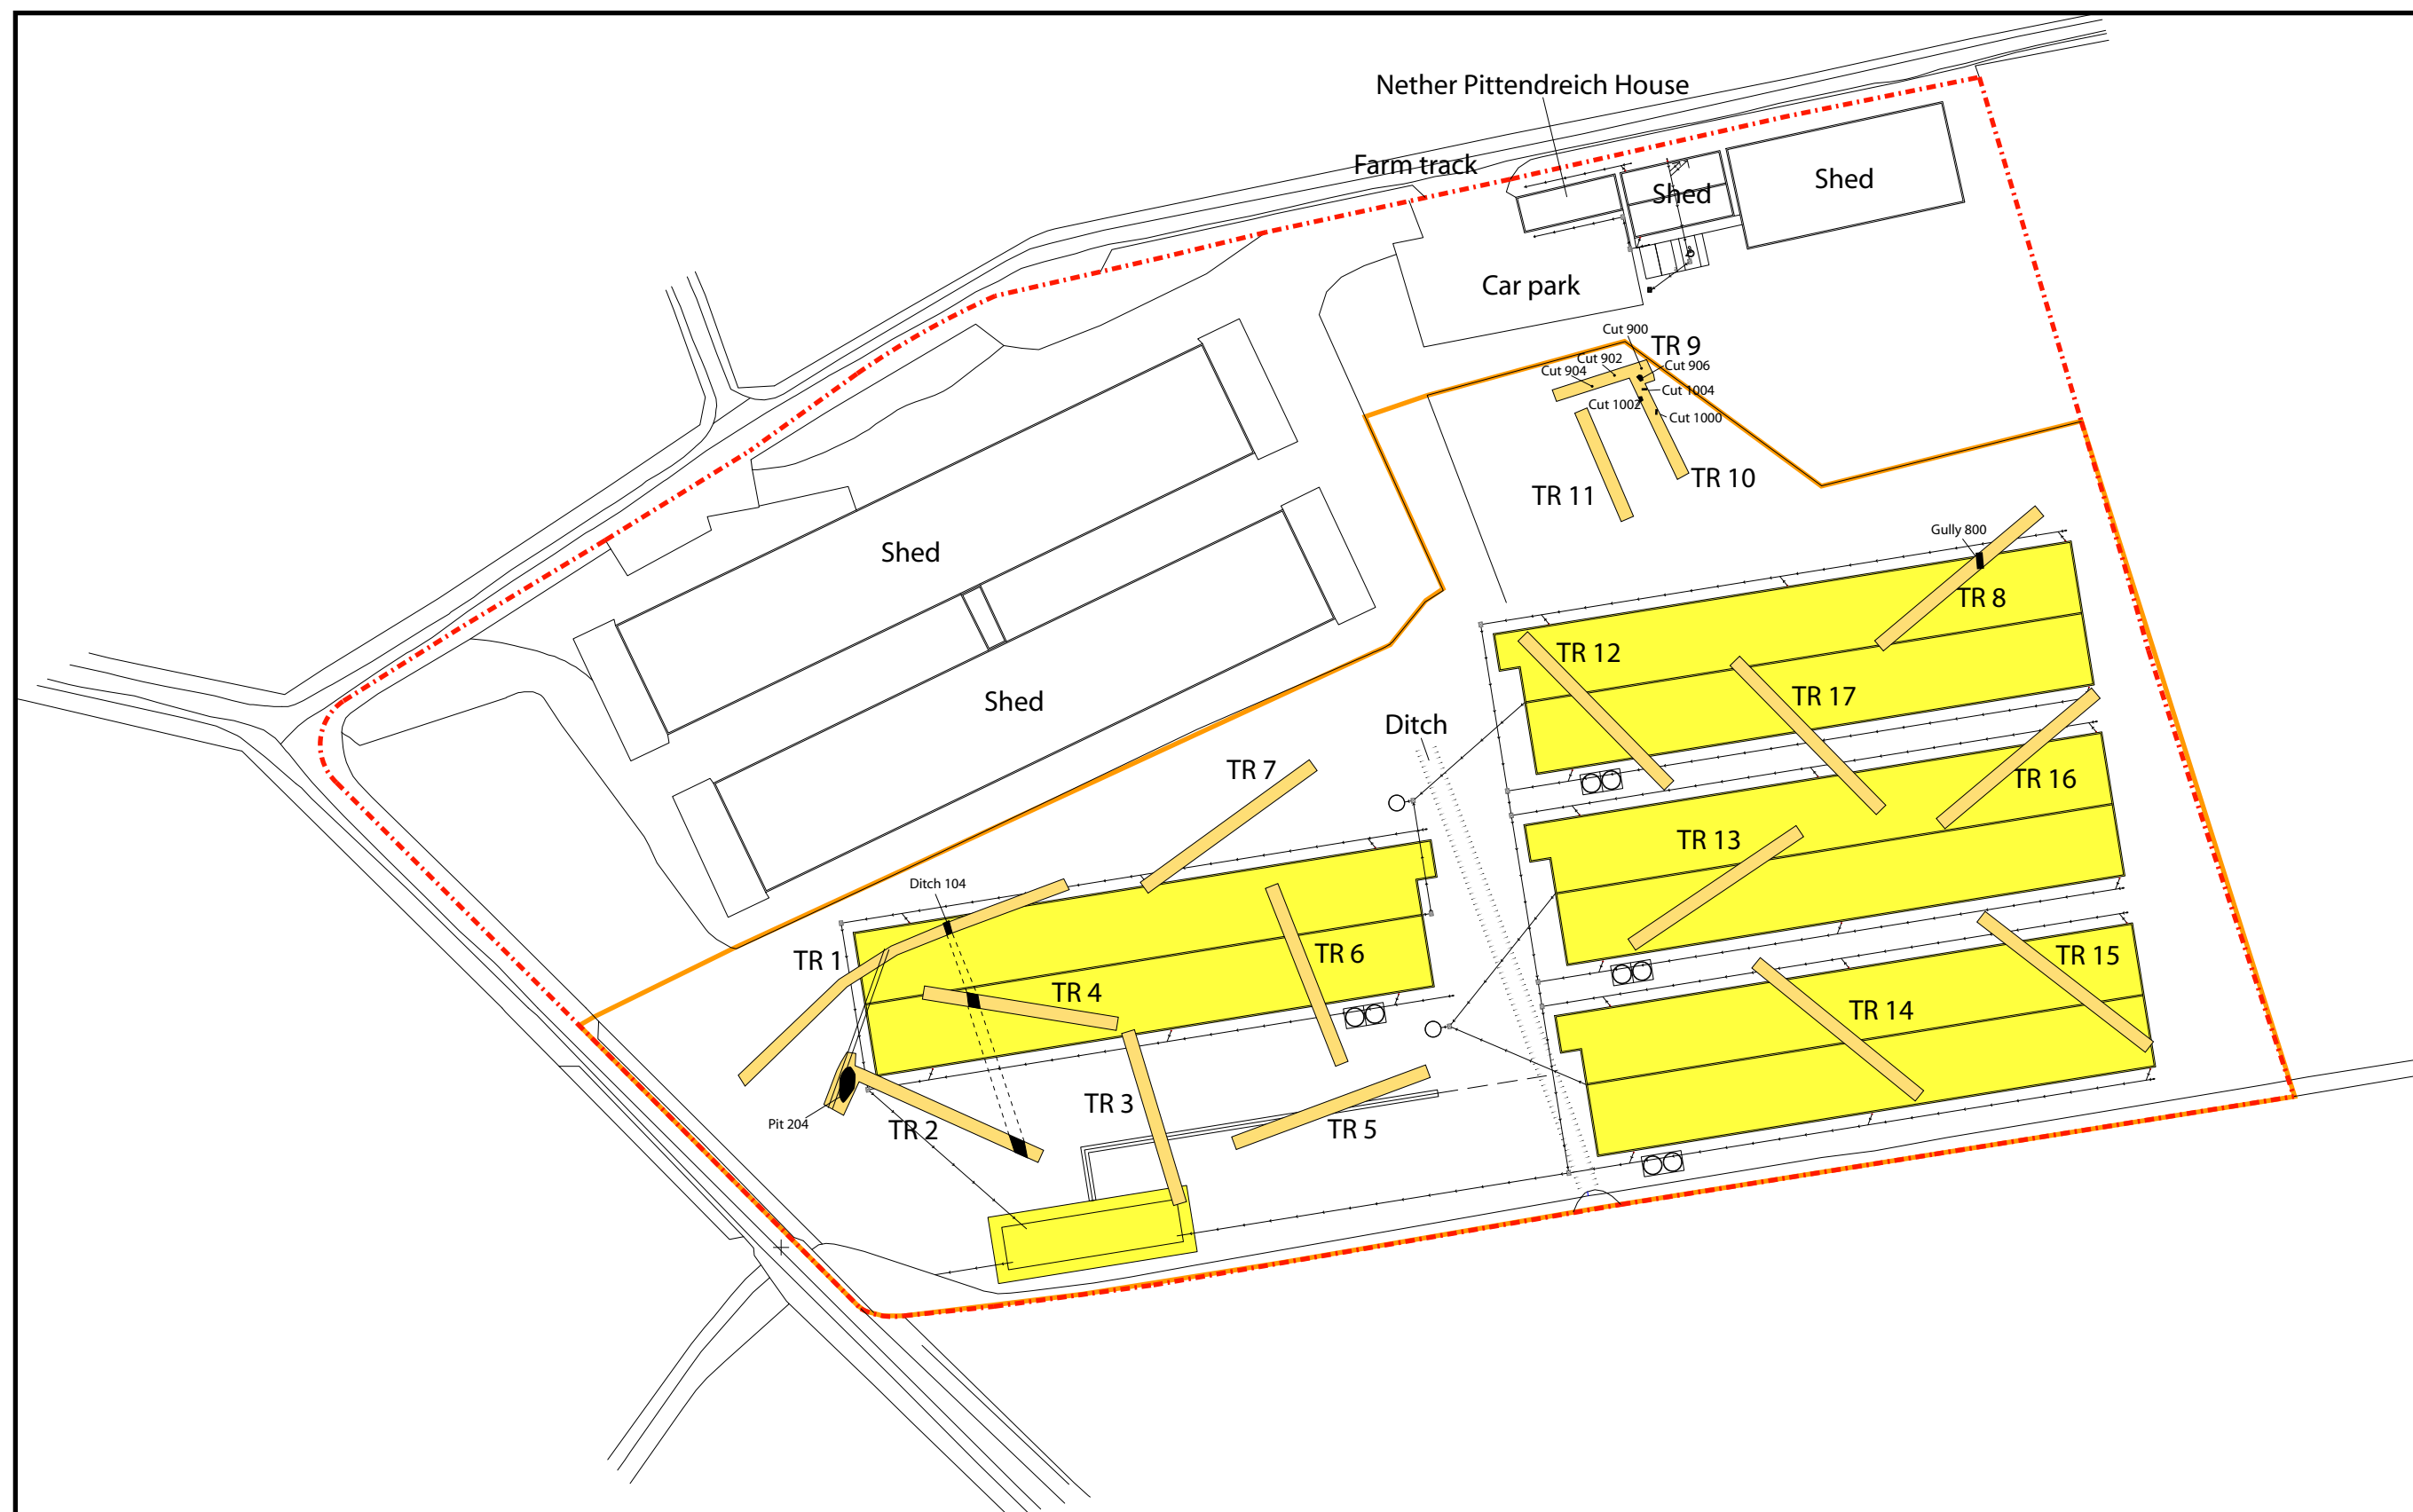 Nether Pittendreich House
Farm track
Shed
Shed
Car park
Cut 900
TR 9
Cut 902
Cut 906
Cut 904
Cut 1004
Cut 1002
Cut 1000
TR 10
TR 11
Gully 800
Shed
TR 8
TR 12
TR 17
Shed
Ditch
TR 7
TR 16
TR 13
Ditch 104
TR 1
TR 6
TR 15
TR 4
TR 14
TR 3
Pit 204
TR 2
TR 5